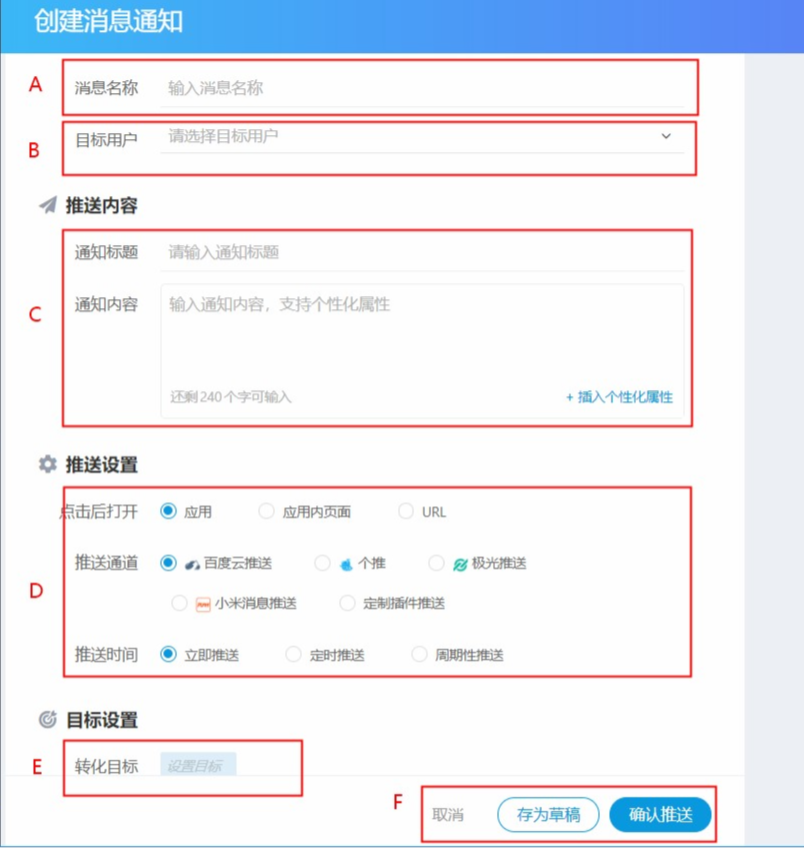 创建消息通知
A 消息名称 输入消息名称
B 目标用户 请选择目标用户
推送内容
通知标题 请输入通知标题
C 通知内容 输入通知内容，支持个性化属性
还剩 240 个字可输入 + 插入个性化属性
推送设置
点击后打开 应用 应用内页面 URL
推送通道 百度云推送 个推 极光推送
D 小米消息推送 定制插件推送
推送时间 立即推送 定时推送 周期性推送
目标设置
E 转化目标 设置目标
F 取消 存为草稿 确认推送